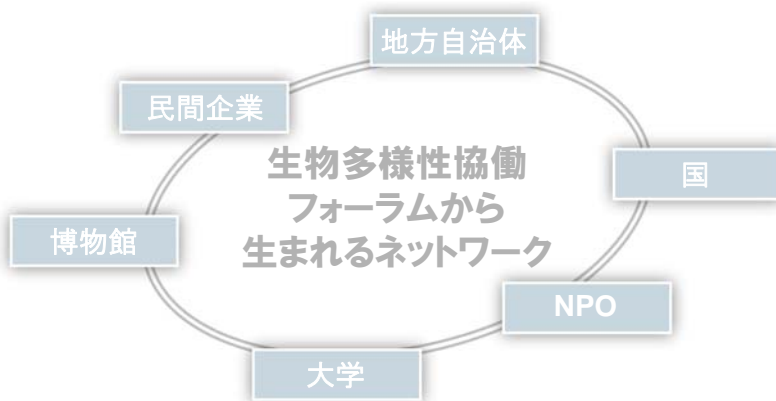 地方自治体
民間企業
生物多様性協働
フォーラムから
生まれるネットワーク
国
博物館
NPO
大学